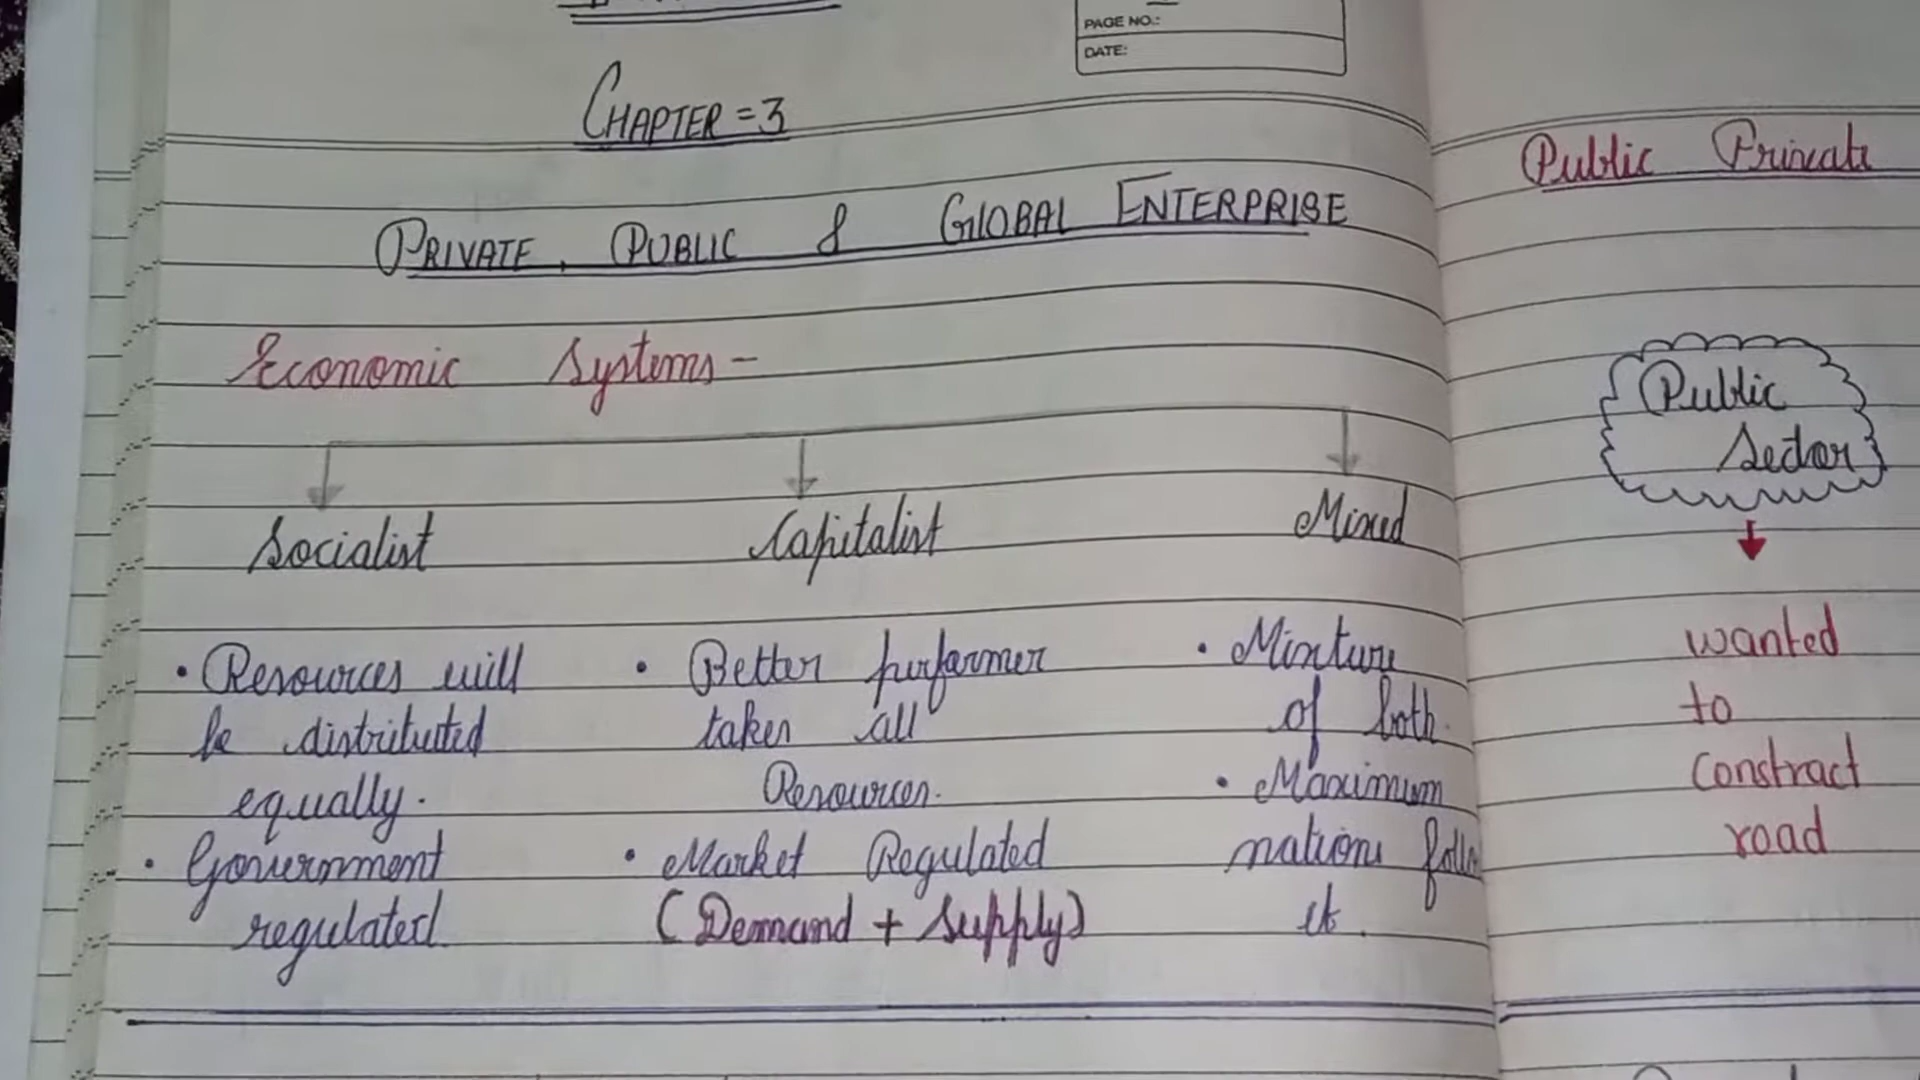 PAGE NO.:
DATE:
CHAPTER = 3
PRIVATE, PUBLIC & GLOBAL ENTERPRISE
Economic Systems -
Socialist
• Resources will
be distributed
equally.
• Government
regulated.
Capitalist
• Better performer
takes all
Resources.
• Market Regulated
(Demand + Supply)
Mixed
• Mixture
of both.
• Maximum
nations follow
it.
Public Private
Public
Sector
wanted
to
constract
road